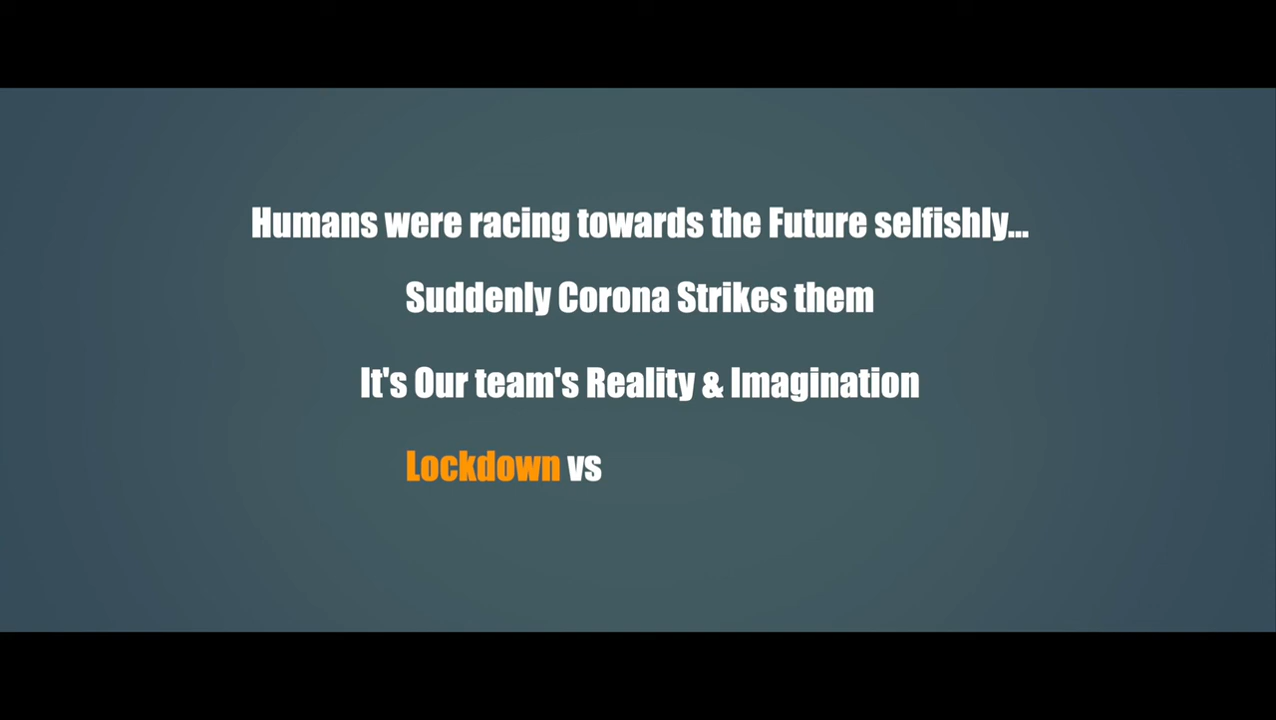 Humans were racing towards the Future selfishly...
Suddenly Corona Strikes them
It's Our team's Reality & Imagination
Lockdown vs